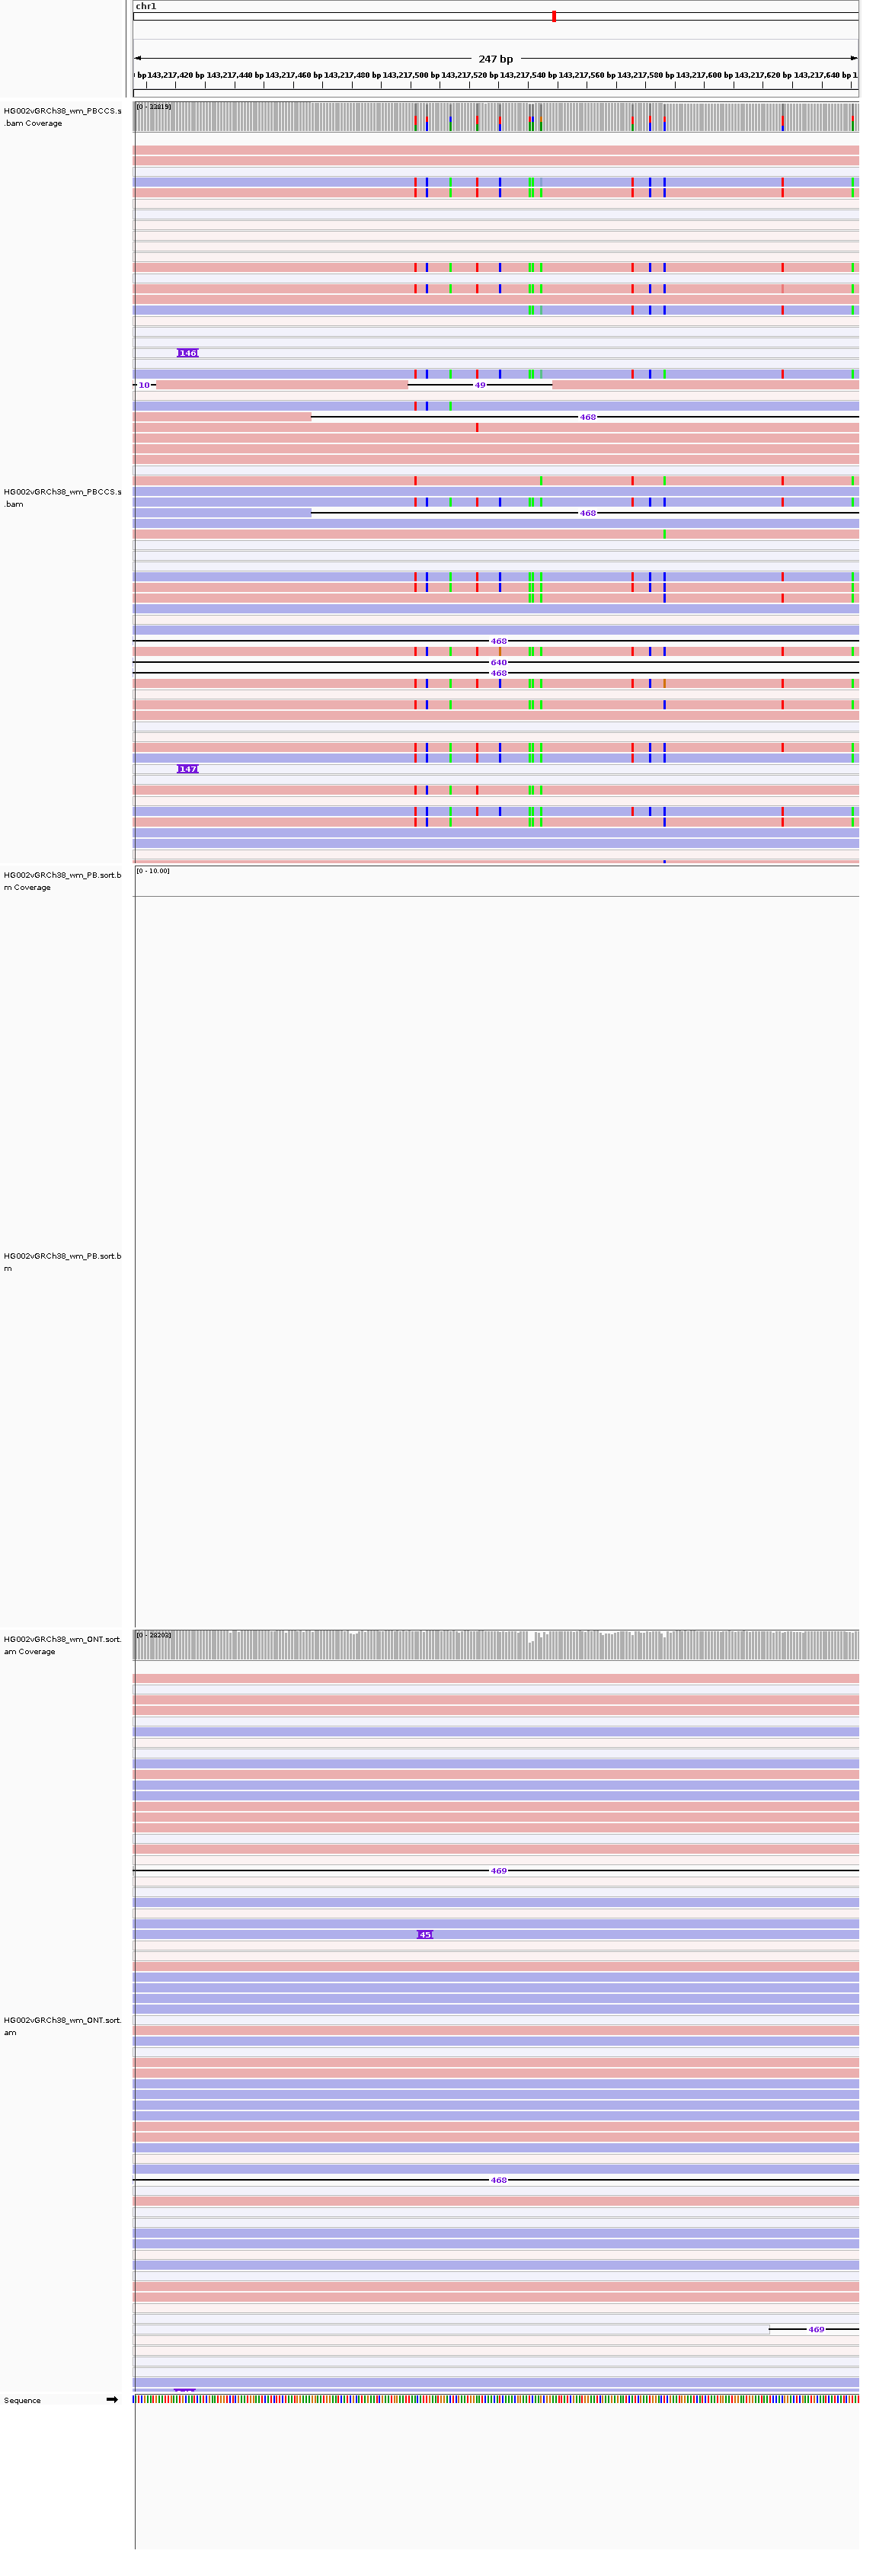 chr1
247 bp
bp 143,217,420 bp 143,217,440 bp 143,217,460 bp 143,217,480 bp 143,217,500 bp 143,217,520 bp 143,217,540 bp 143,217,560 bp 143,217,580 bp 143,217,600 bp 143,217,620 bp 143,217,640 bp 1
HG002vGRCh38_wm_PBCCS.s
.bam Coverage
[0 - 33819]
146
10
49
468
HG002vGRCh38_wm_PBCCS.s
.bam
468
468
640
468
147
HG002vGRCh38_wm_PB.sort.b
m Coverage
[0 - 10.00]
HG002vGRCh38_wm_PB.sort.b
m
HG002vGRCh38_wm_ONT.sort.
am Coverage
[0 - 28203]
469
45
HG002vGRCh38_wm_ONT.sort.
am
468
469
Sequence